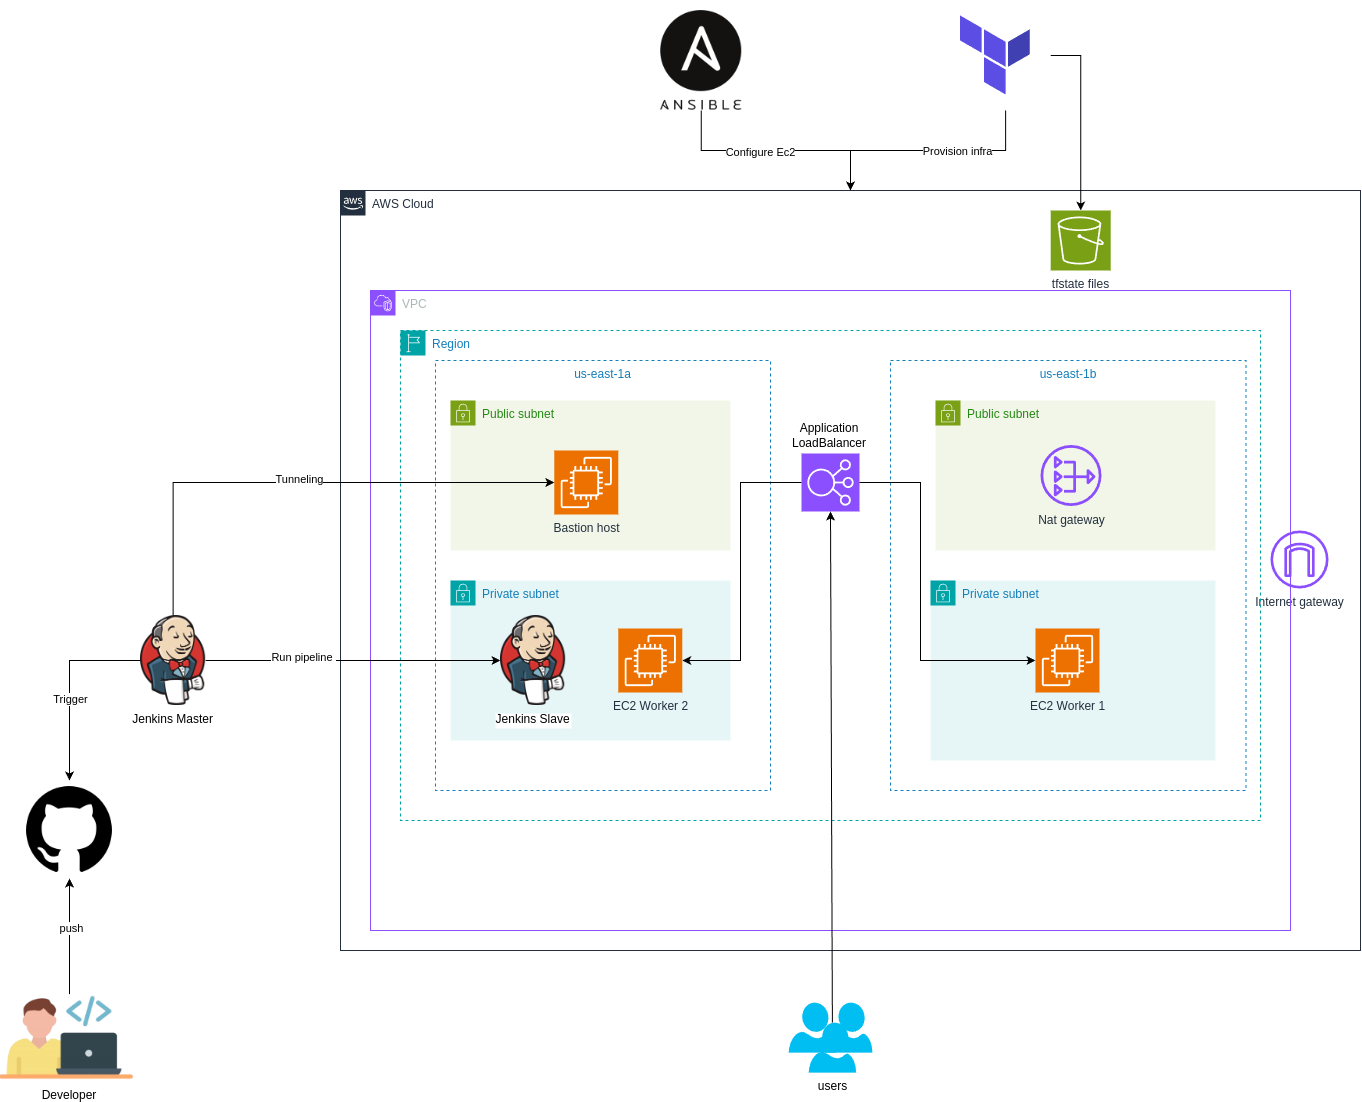 ANSIBLE
Configure Ec2
Provision infra
aws
AWS Cloud
tfstate files
VPC
Region
us-east-1a
us-east-1b
Public subnet
Public subnet
Application
LoadBalancer
Tunneling
Bastion host
Nat gateway
Internet gateway
Private subnet
Private subnet
Run pipeline
Trigger
Jenkins Master
Jenkins Slave
EC2 Worker 2
EC2 Worker 1
push
Developer
users